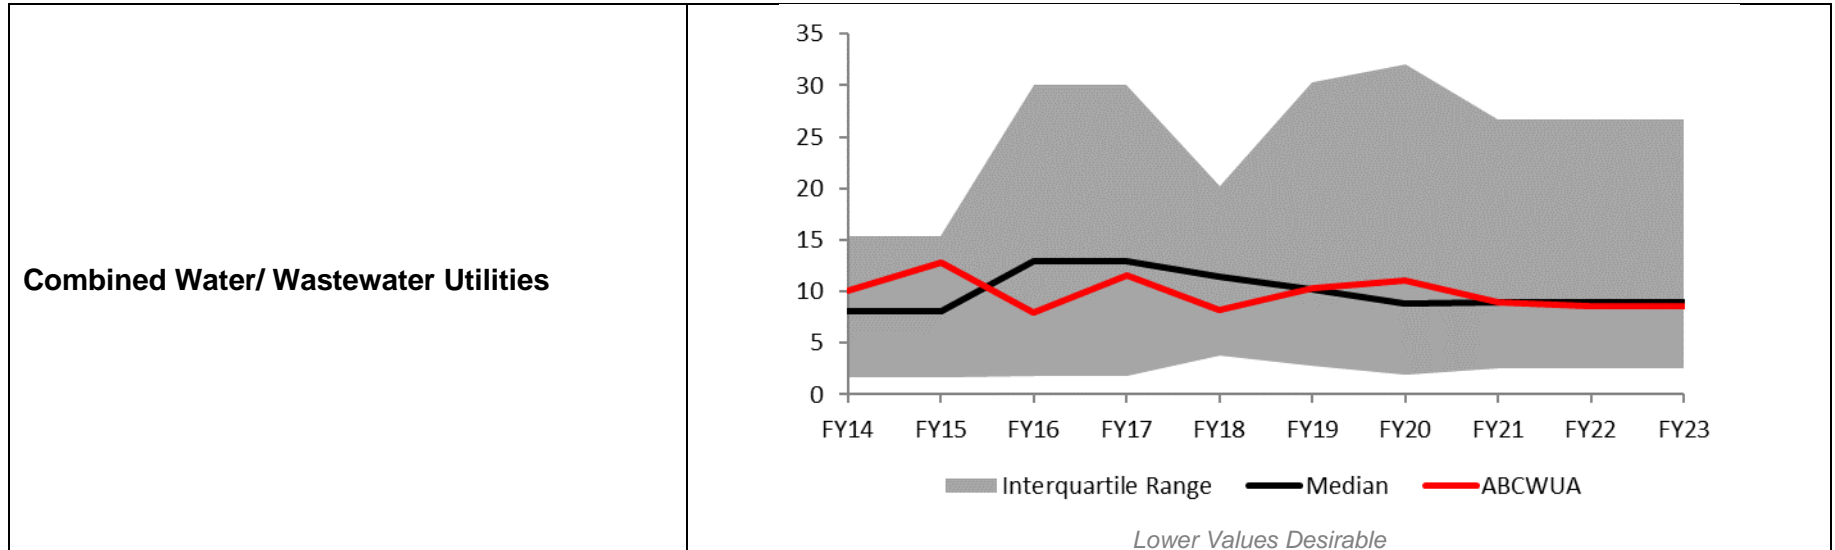 Combined Water/ Wastewater Utilities
35
30
25
20
15
10
5
0
FY14 FY15 FY16 FY17 FY18 FY19 FY20 FY21 FY22 FY23
Interquartile Range Median ABCWUA
Lower Values Desirable